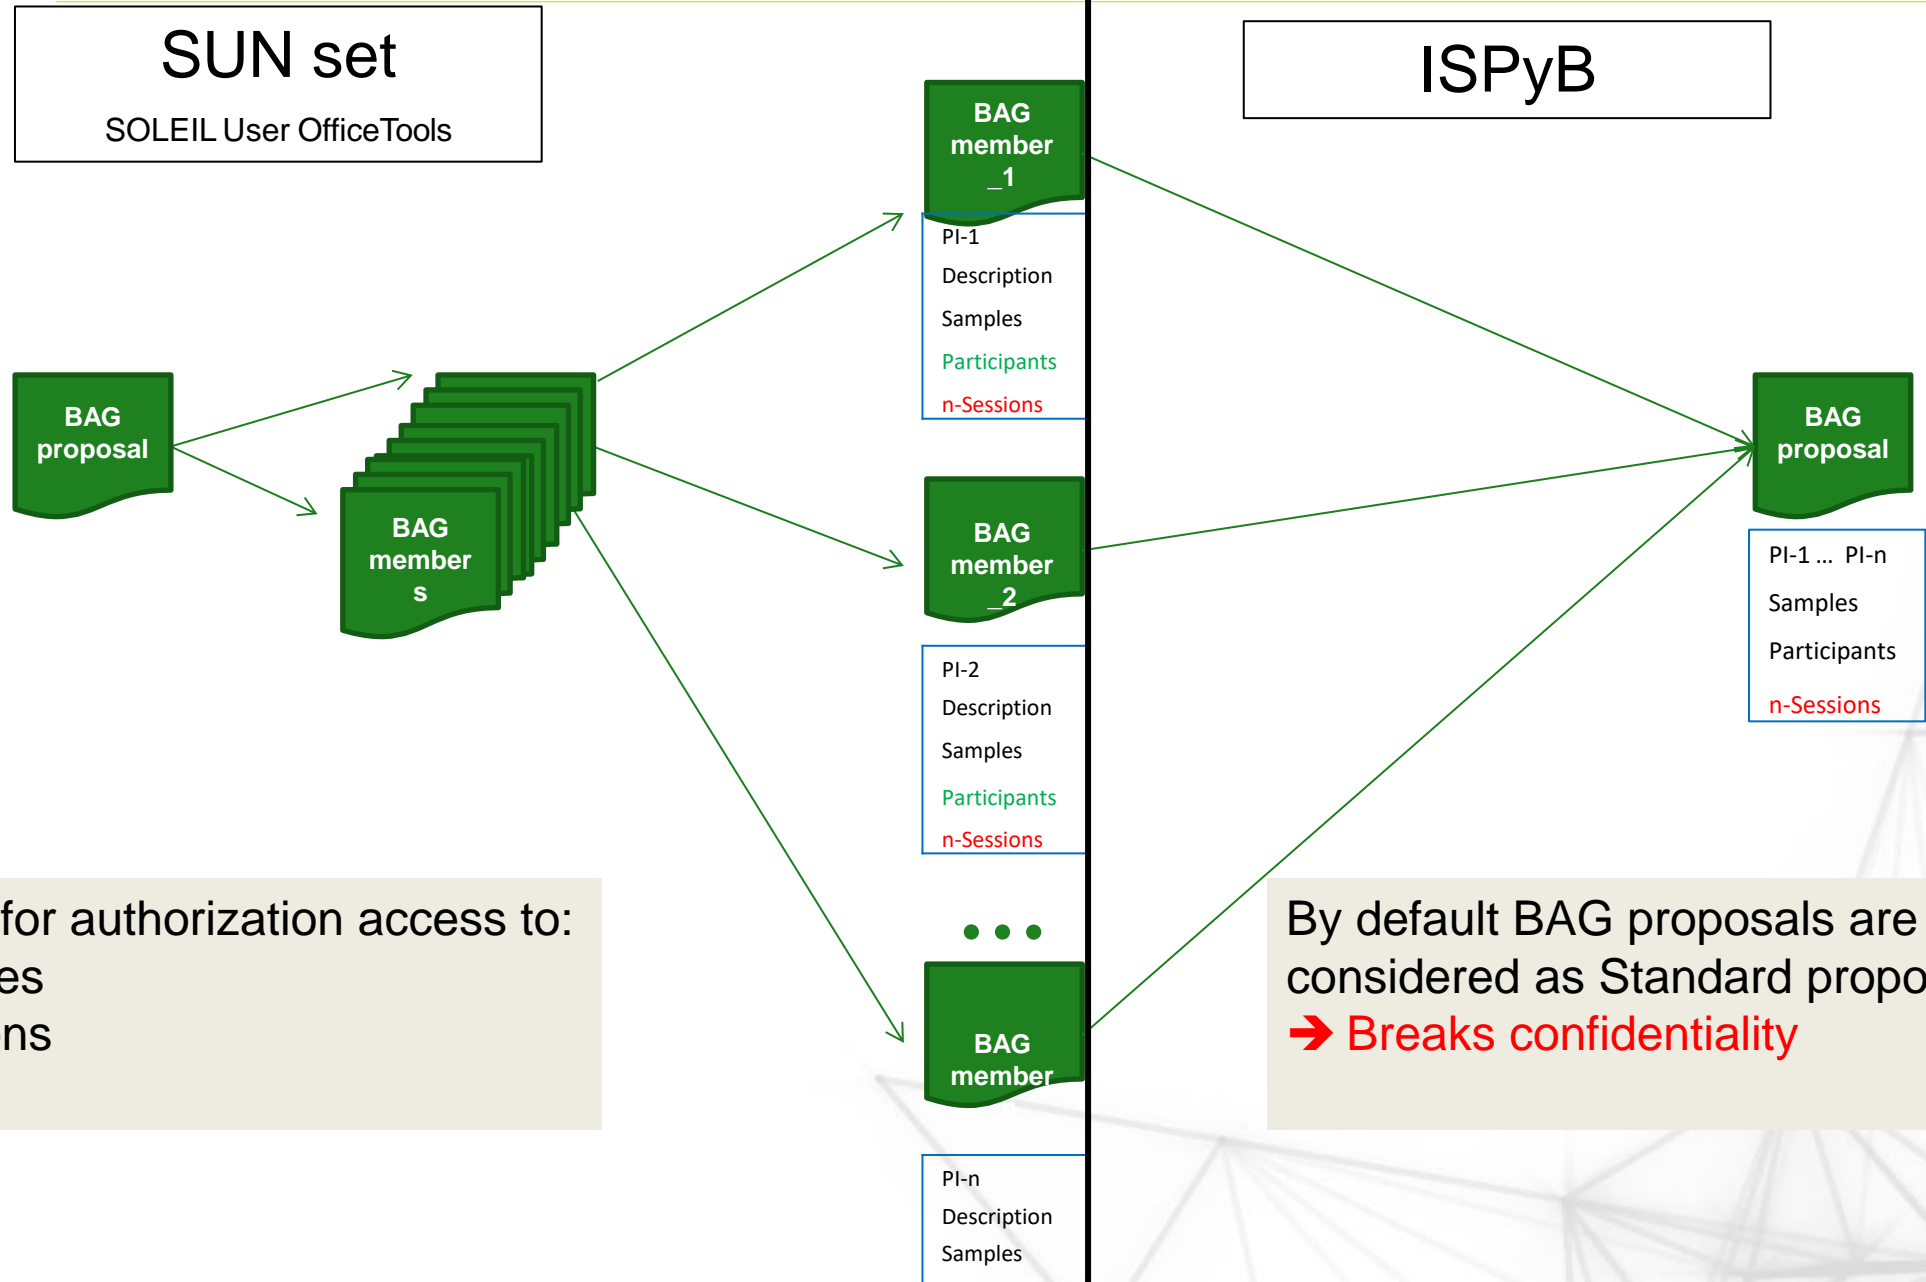 SUN set
SOLEIL User OfficeTools
ISPyB
BAG
proposal
BAG
member
s
BAG
member
_1
PI-1
Description
Samples
Participants
n-Sessions
BAG
member
_2
PI-2
Description
Samples
Participants
n-Sessions
BAG
member
PI-n
Description
Samples
BAG
proposal
PI-1 ... PI-n
Samples
Participants
n-Sessions
for authorization access to:
es
ns
By default BAG proposals are
considered as Standard propo
➔ Breaks confidentiality